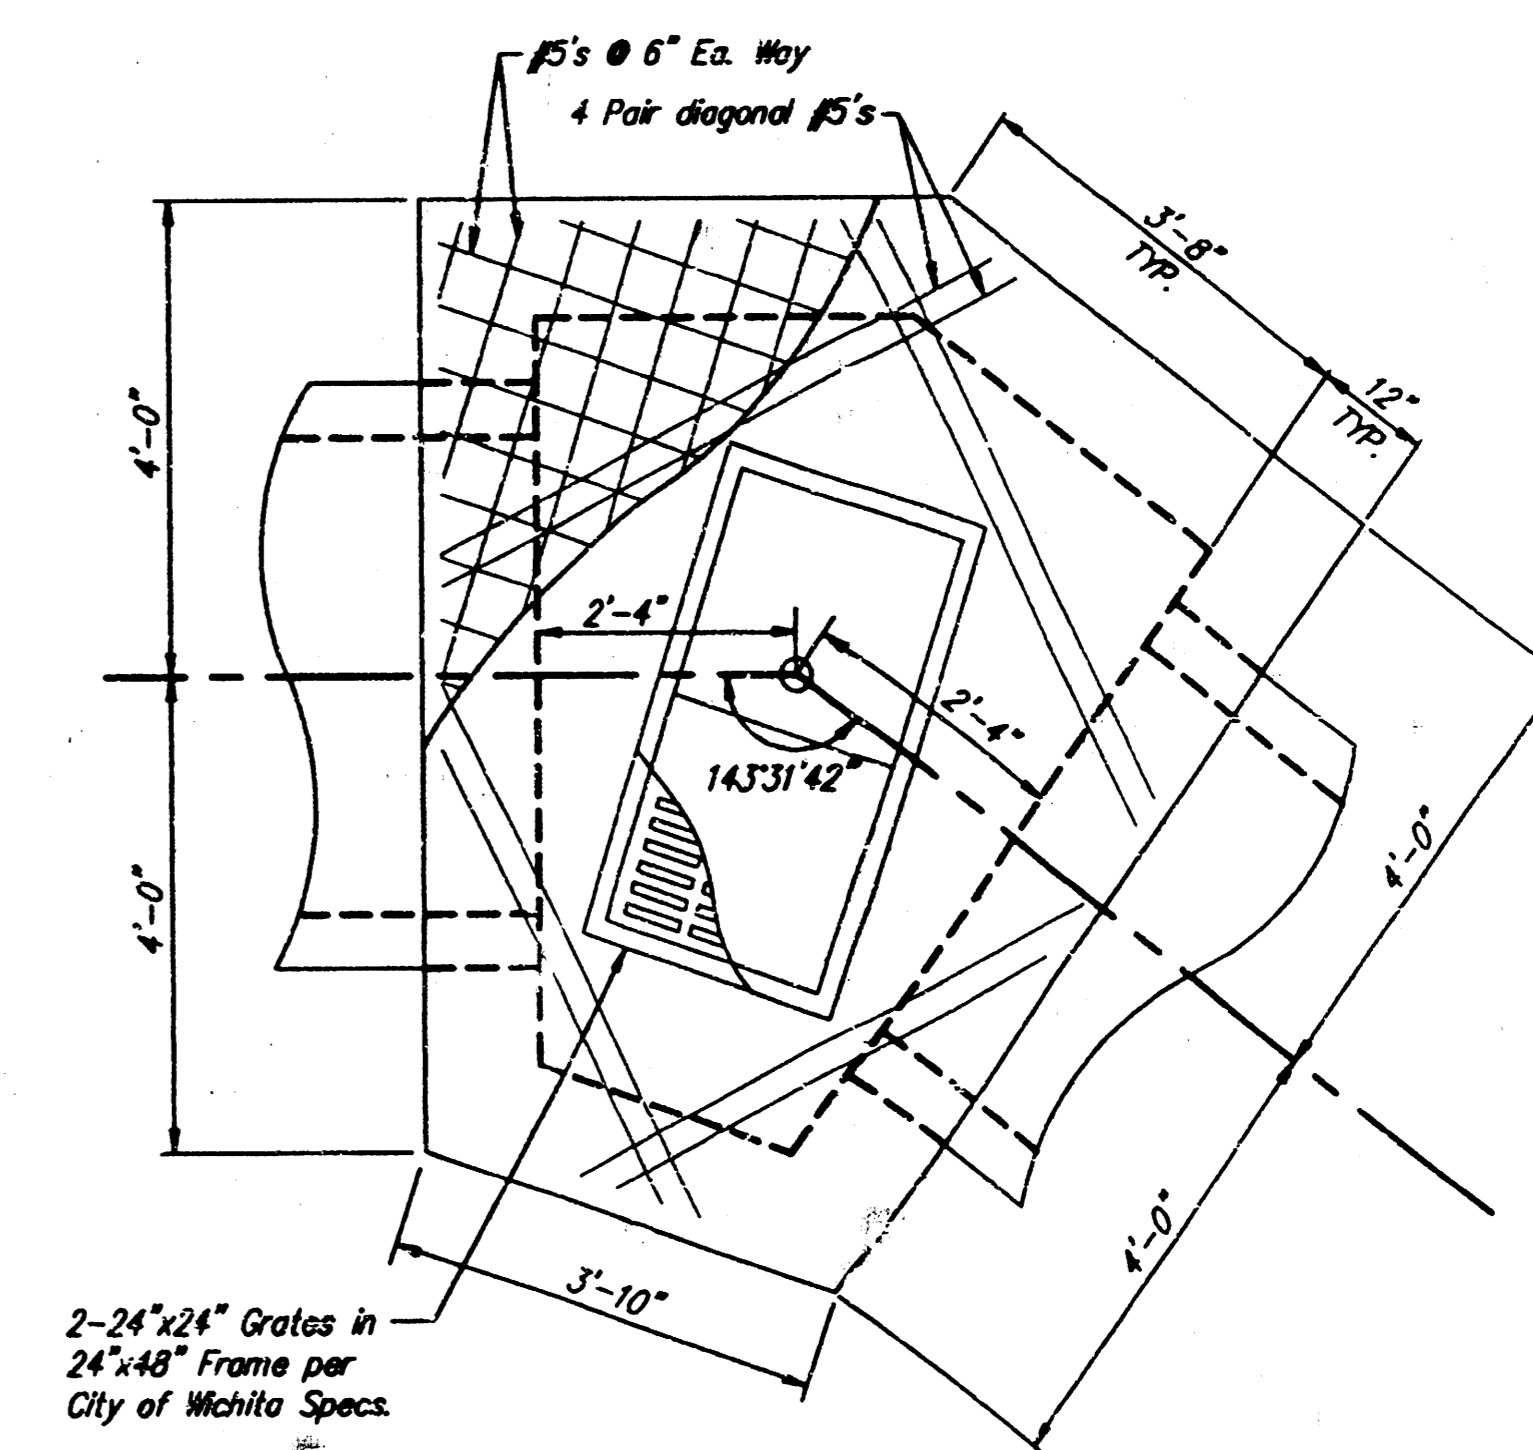 #5's @ 6" Ea. Way
4 Pair diagonal #5's
3'-8"
TYP.
12"
TYP.
4'-0"
2'-4"
2'-4"
143°31'42"
4'-0"
4'-0"
4'-0"
3'-10"
2-24"x24" Grates in
24"x48" Frame per
City of Wichita Specs.